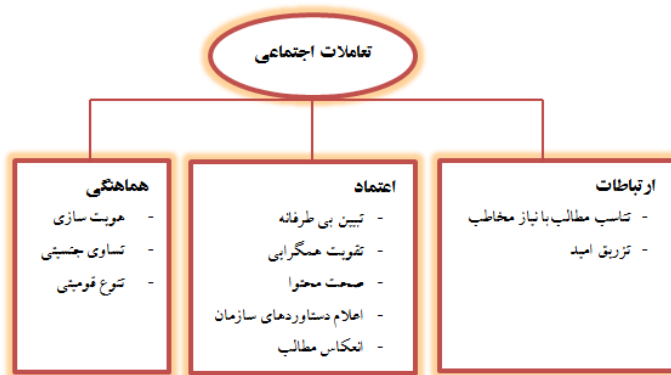 تعاملات اجتماعی
ارتباطات
- تناسب مطالب با نیاز مخاطب
- تزریق امید
اعتماد
- تبیین بی طرفانه
- تقویت همگرایی
- صحت محتوا
- اعلام دستاوردهای سازمان
- انعکاس مطالب
هماهنگی
- هویت سازی
- تساوی جنسیتی
- تنوع قومیتی